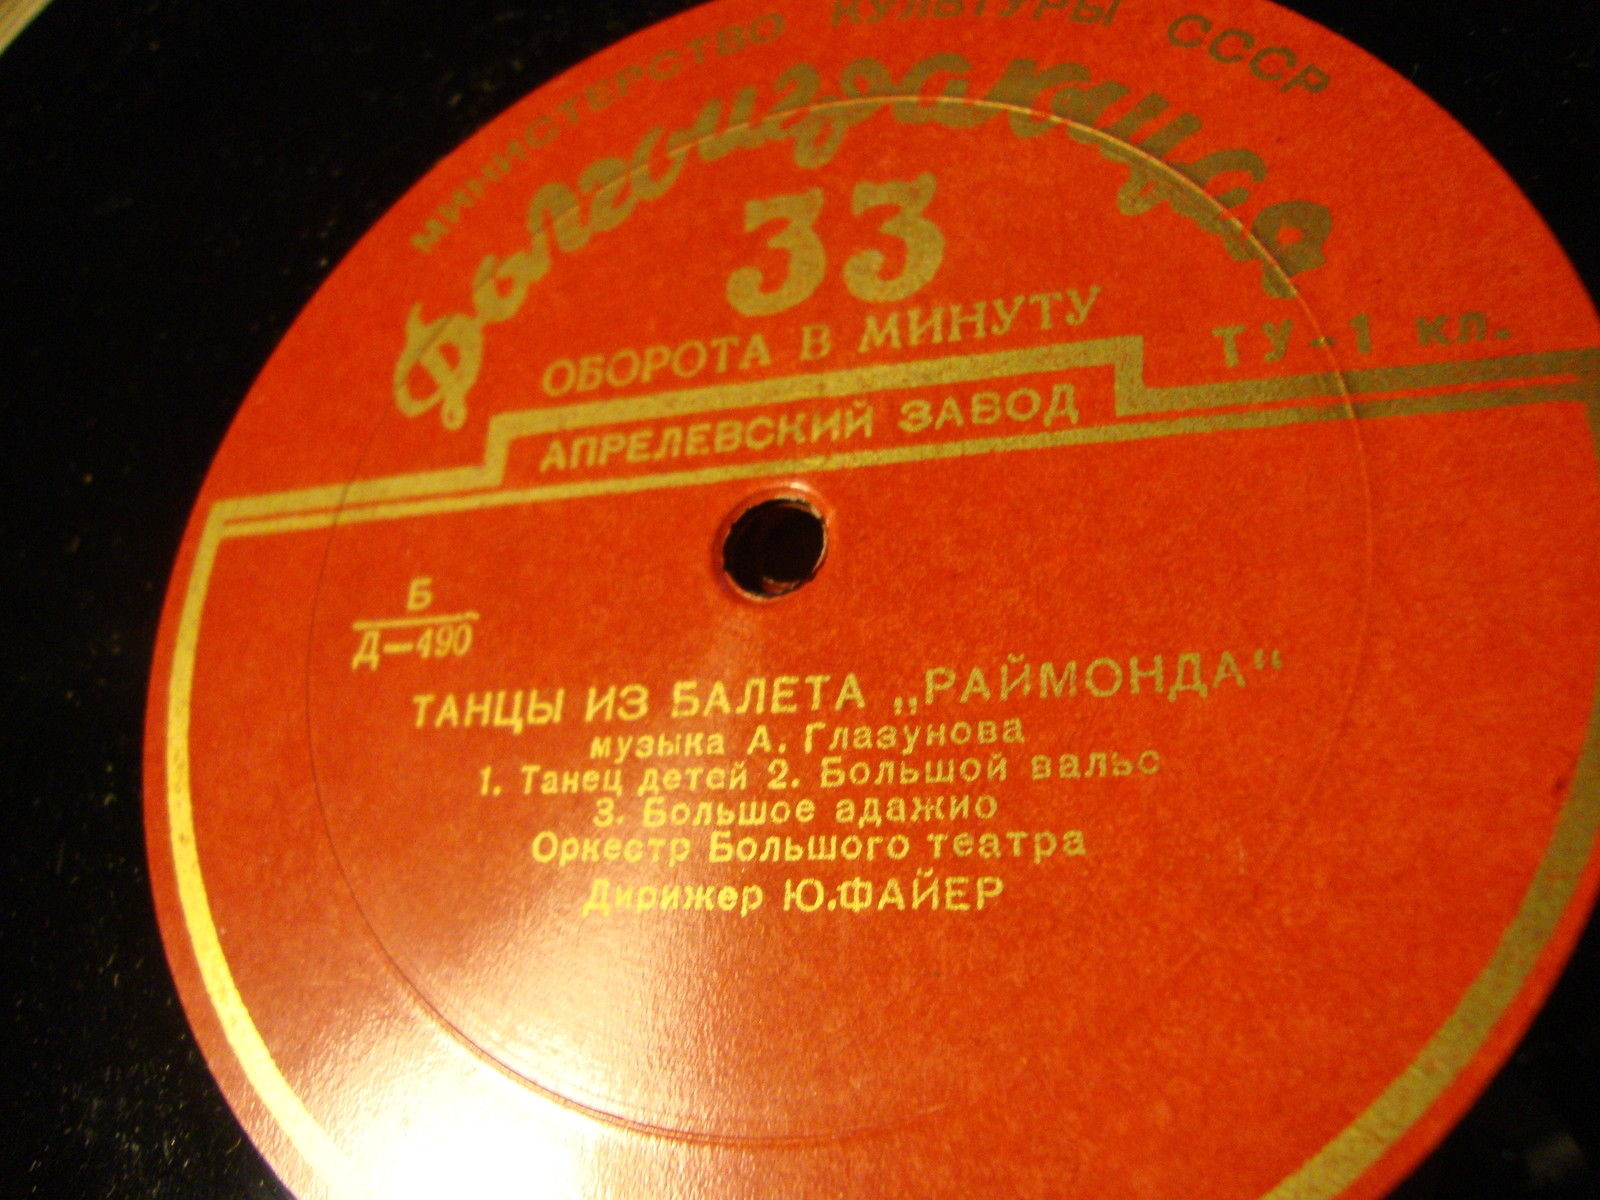 МИНИСТЕРСТВО КУЛЬТУРЫ СССР
Долгоиграющая
33
ОБОРОТА В МИНУТУ
ТУ-1 кл.
АПРЕЛЕВСКИЙ ЗАВОД
Б
Д—490
ТАНЦЫ ИЗ БАЛЕТА „РАЙМОНДА“
музыка А. Глазунова
1. Танец детей 2. Большой вальс
3. Большое адажио
Оркестр Большого театра
Дирижер Ю.ФАЙЕР